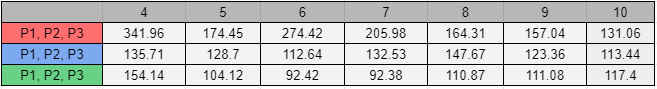 4 5 6 7 8 9 10
P1, P2, P3 341.96 174.45 274.42 205.98 164.31 157.04 131.06
P1, P2, P3 135.71 128.7 112.64 132.53 147.67 123.36 113.44
P1, P2, P3 154.14 104.12 92.42 92.38 110.87 111.08 117.4